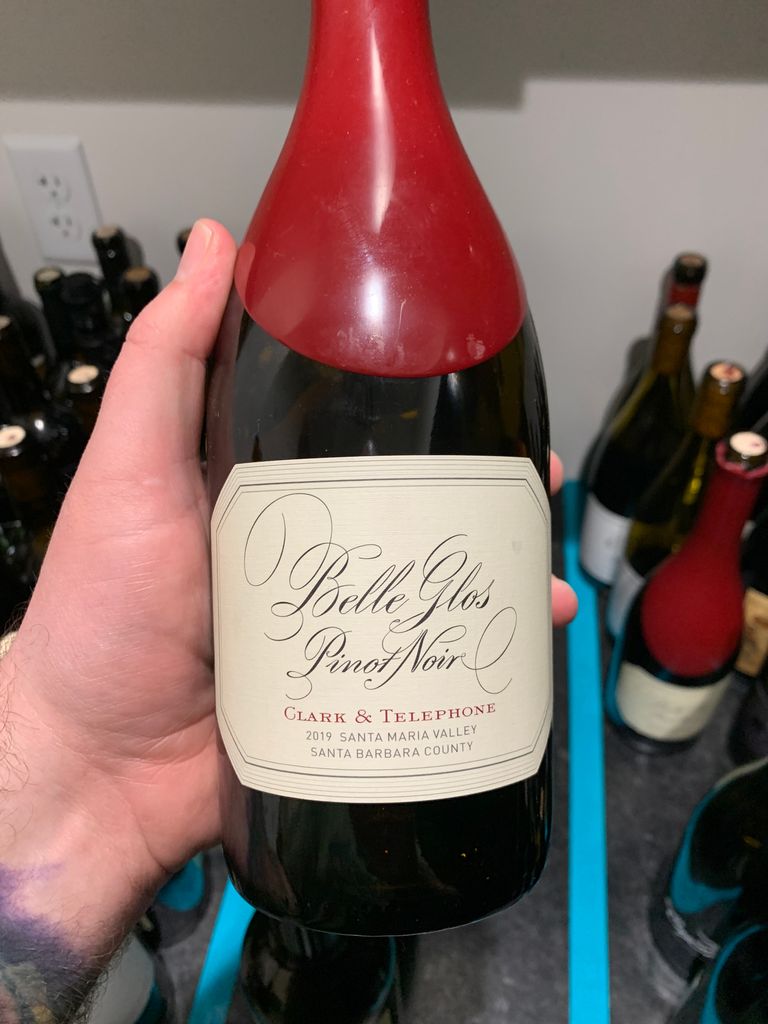 Belle Glos
Pinot Noir
CLARK & TELEPHONE
2019 SANTA MARIA VALLEY
SANTA BARBARA COUNTY